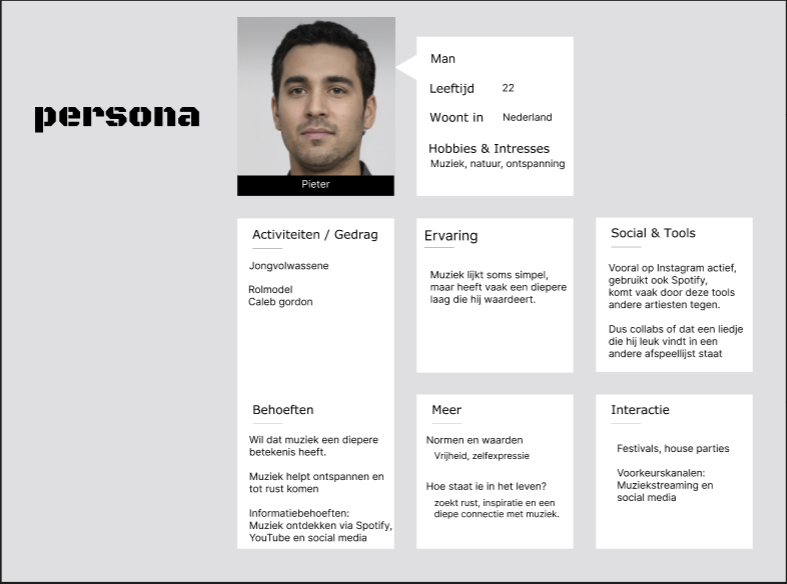 persona
Pieter
Man
Leeftijd 22
Woont in Nederland
Hobbies & Intresses
Muziek, natuur, ontspanning
Activiteiten / Gedrag
Jongvolwassene
Rolmodel
Caleb gordon
Ervaring
Muziek lijkt soms simpel,
maar heeft vaak een diepere
laag die hij waardeert.
Social & Tools
Vooral op Instagram actief,
gebruikt ook Spotify,
komt vaak door deze tools
andere artiesten tegen.
Dus collabs of dat een liedje
die hij leuk vindt in een
andere afspeellijst staat
Behoeften
Wil dat muziek een diepere
betekenis heeft.
Muziek helpt ontspannen en
tot rust komen
Informatiebehoeften:
Muziek ontdekken via Spotify,
YouTube en social media
Meer
Normen en waarden
Vrijheid, zelfexpressie
Hoe staat ie in het leven?
zoekt rust, inspiratie en een
diepe connectie met muziek.
Interactie
Festivals, house parties
Voorkeurskanalen:
Muziekstreaming en
social media